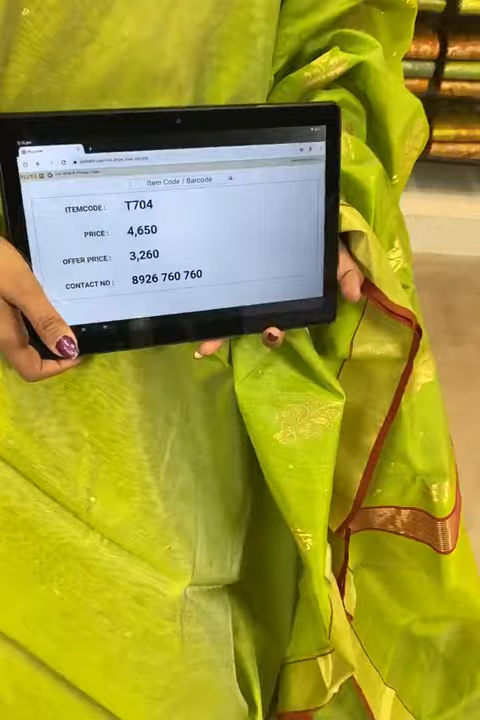 Item Code / Barcode
ITEMCODE : T704
PRICE : 4,650
OFFER PRICE : 3,260
CONTACT NO : 8926 760 760